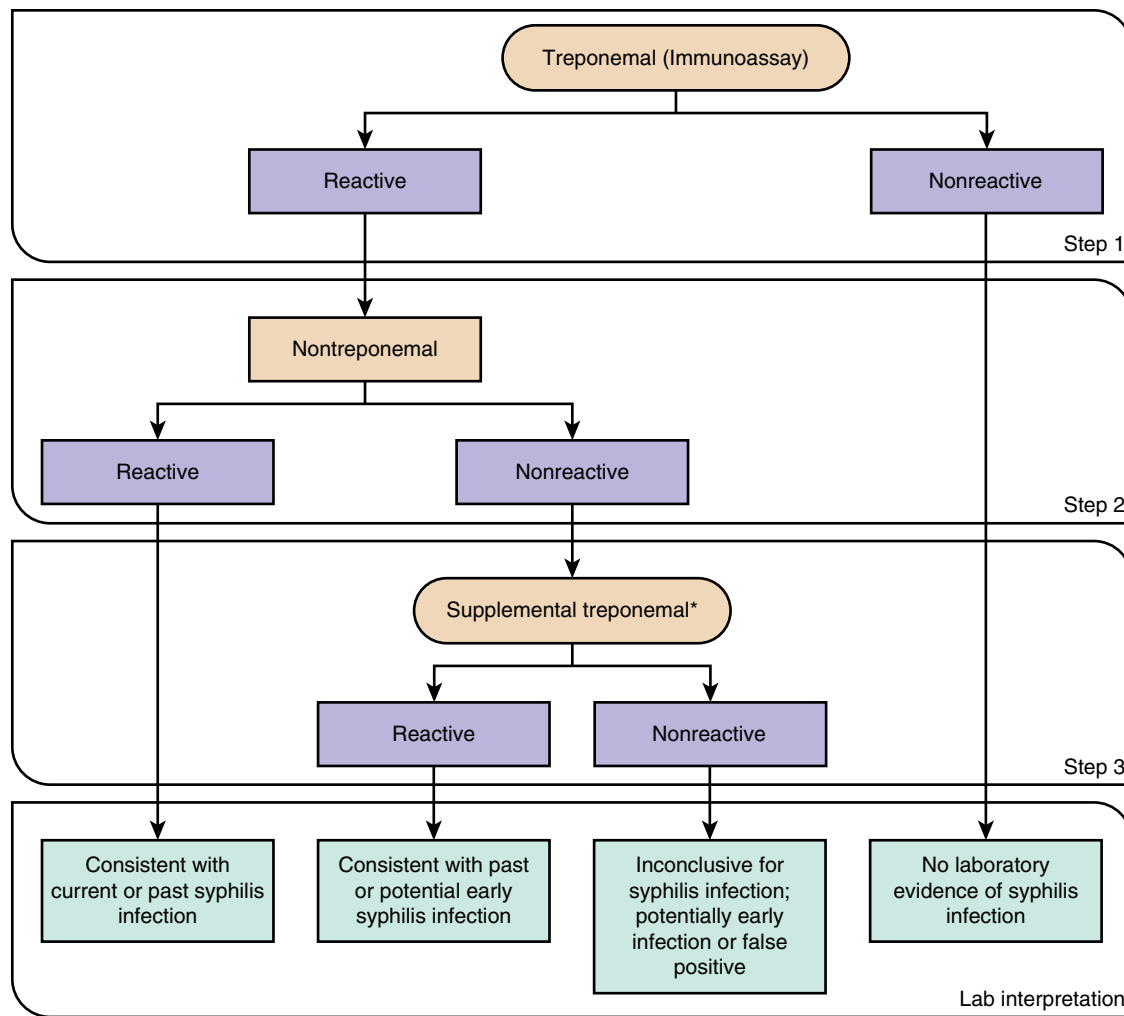 Treponemal (Immunoassay)
Reactive
Nonreactive
Step 1
Nontreponemal
Reactive
Nonreactive
Step 2
Supplemental treponemal*
Reactive
Nonreactive
Step 3
Consistent with
current or past syphilis
infection
Consistent with past
or potential early
syphilis infection
Inconclusive for
syphilis infection;
potentially early
infection or false
positive
No laboratory
evidence of syphilis
infection
Lab interpretation